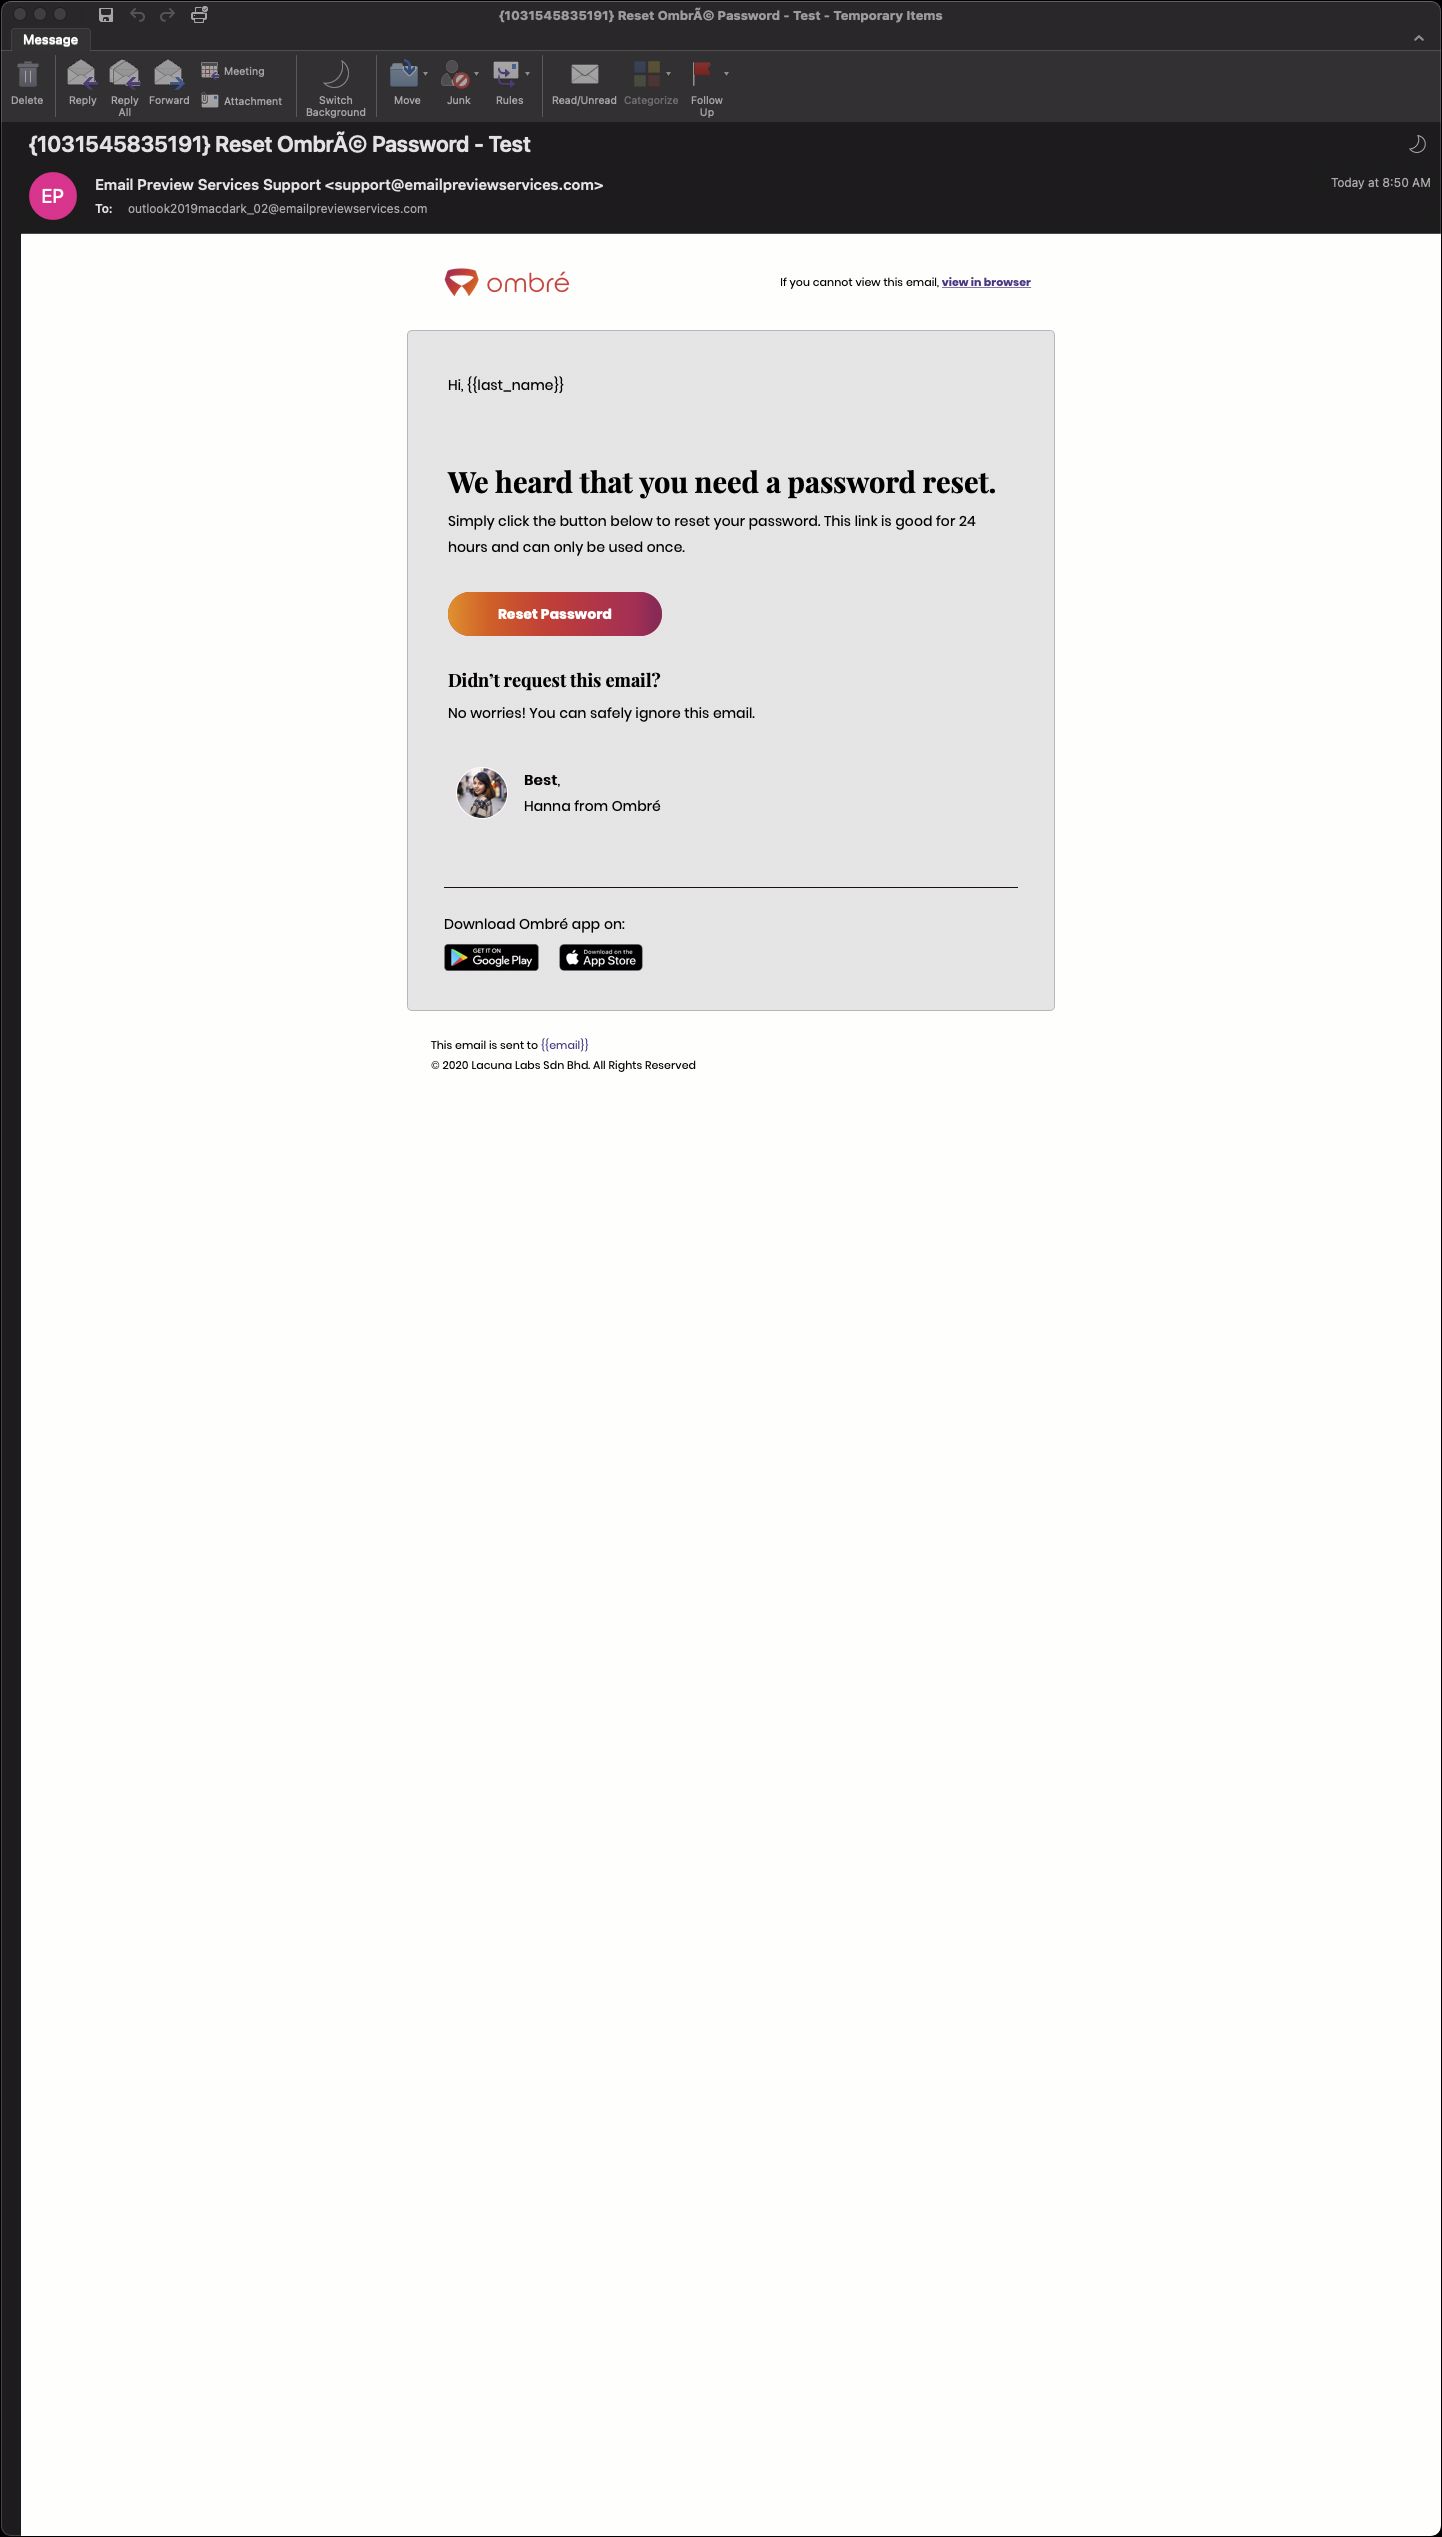 {1031545835191} Reset OmbrÃ© Password - Test - Temporary Items
Message
Delete
Reply
Reply All
Forward
Meeting
Attachment
Switch Background
Move
Junk
Rules
Read/Unread
Categorize
Follow Up
{1031545835191} Reset OmbrÃ© Password - Test
EP
Email Preview Services Support <support@emailpreviewservices.com>
Today at 8:50 AM
To: outlook2019macdark_02@emailpreviewservices.com
ombré
If you cannot view this email, view in browser
Hi, {{last_name}}
We heard that you need a password reset.
Simply click the button below to reset your password. This link is good for 24
hours and can only be used once.
Reset Password
Didn’t request this email?
No worries! You can safely ignore this email.
Best,
Hanna from Ombré
Download Ombré app on:
GET IT ON
Google Play
Download on the
App Store
This email is sent to {{email}}
© 2020 Lacuna Labs Sdn Bhd. All Rights Reserved